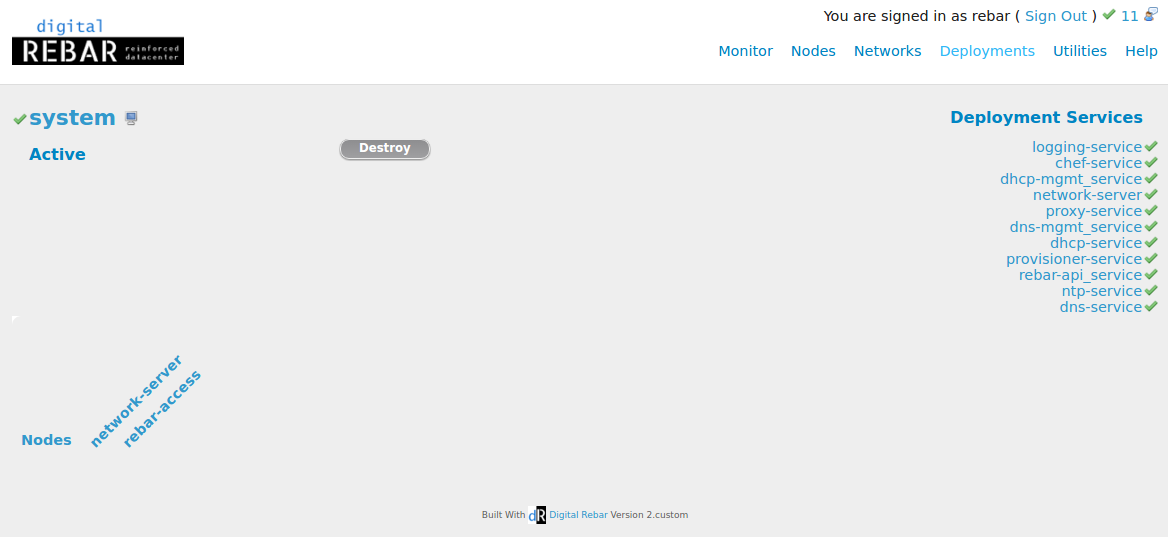 digital
REBAR reinforced datacenter
You are signed in as rebar ( Sign Out ) 11
Monitor Nodes Networks Deployments Utilities Help
system
Active
Destroy
Deployment Services
logging-service
chef-service
dhcp-mgmt_service
network-server
proxy-service
dns-mgmt_service
dhcp-service
provisioner-service
rebar-api_service
ntp-service
dns-service
Nodes
network-server
rebar-access
Built With dR Digital Rebar Version 2.custom